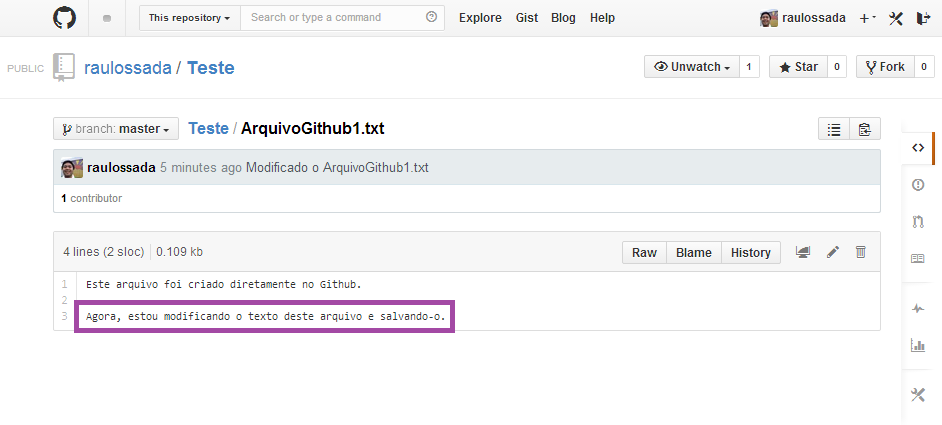 This repository Search or type a command Explore Gist Blog Help raulossada
PUBLIC raulossada / Teste Unwatch 1 Star 0 Fork 0
branch: master Teste / ArquivoGithub1.txt
raulossada 5 minutes ago Modificado o ArquivoGithub1.txt
1 contributor
4 lines (2 sloc) 0.109 kb Raw Blame History
1 Este arquivo foi criado diretamente no Github.
2
3 Agora, estou modificando o texto deste arquivo e salvando-o.